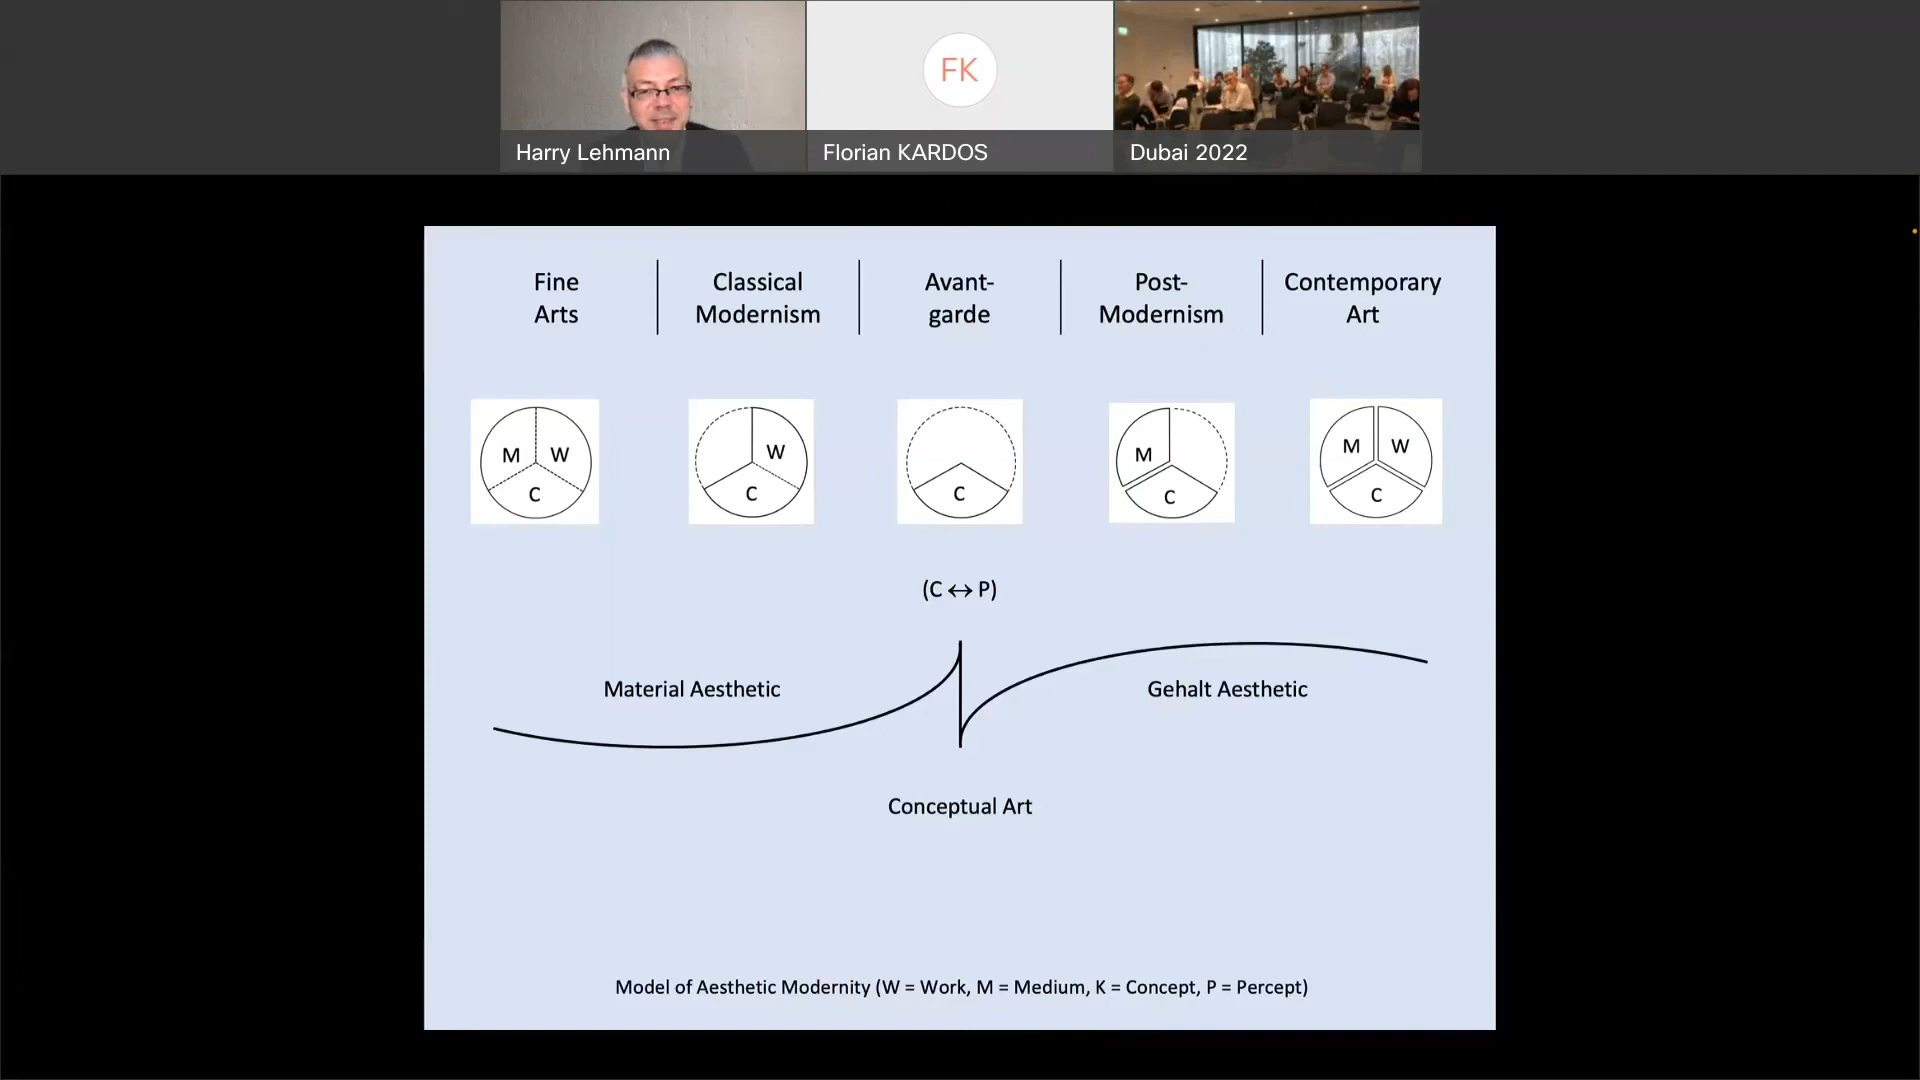 FK
Harry Lehmann
Florian KARDOS
Dubai 2022
Fine
Arts
Classical
Modernism
Avant-
garde
Post-
Modernism
Contemporary
Art
M W
C
W
C
C
M
C
M W
C
(C ↔ P)
Material Aesthetic
Gehalt Aesthetic
Conceptual Art
Model of Aesthetic Modernity (W = Work, M = Medium, K = Concept, P = Percept)